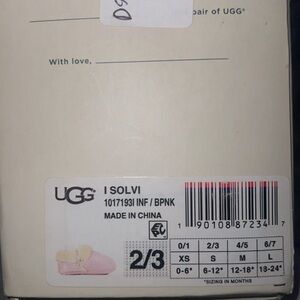 pair of UGG®
With love,
UGG
I SOLVI
1017193I INF / BPNK
MADE IN CHINA
1 90108 87234 7
2/3
0/1 2/3 4/5 6/7
XS S M L
0-6* 6-12* 12-18* 18-24*
*SIZING IN MONTHS